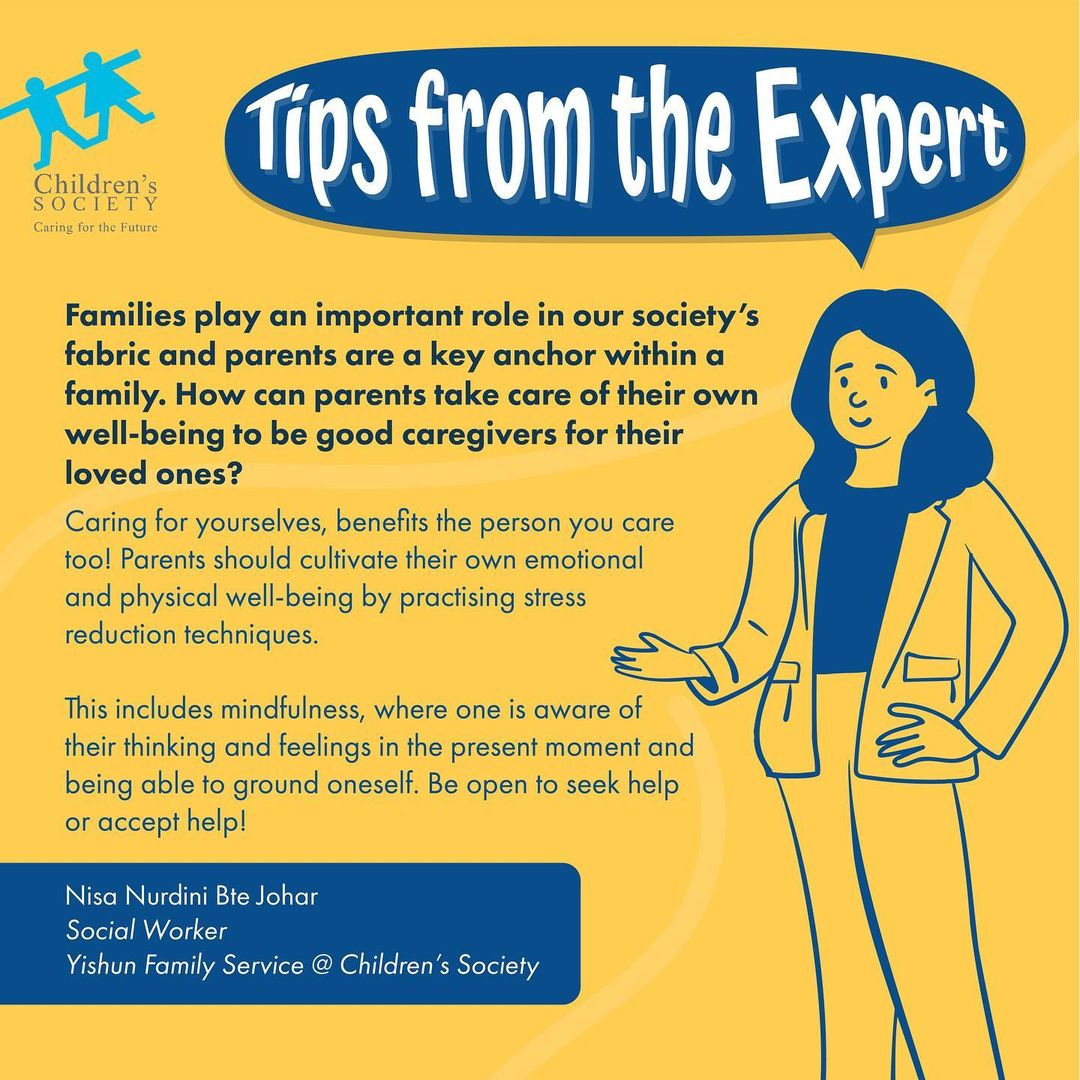 Children's
SOCIETY
Caring for the Future
Tips from the Expert
Families play an important role in our society's
fabric and parents are a key anchor within a
family. How can parents take care of their own
well-being to be good caregivers for their
loved ones?
Caring for yourselves, benefits the person you care
too! Parents should cultivate their own emotional
and physical well-being by practising stress
reduction techniques.
This includes mindfulness, where one is aware of
their thinking and feelings in the present moment and
being able to ground oneself. Be open to seek help
or accept help!
Nisa Nurdini Bte Johar
Social Worker
Yishun Family Service @ Children's Society